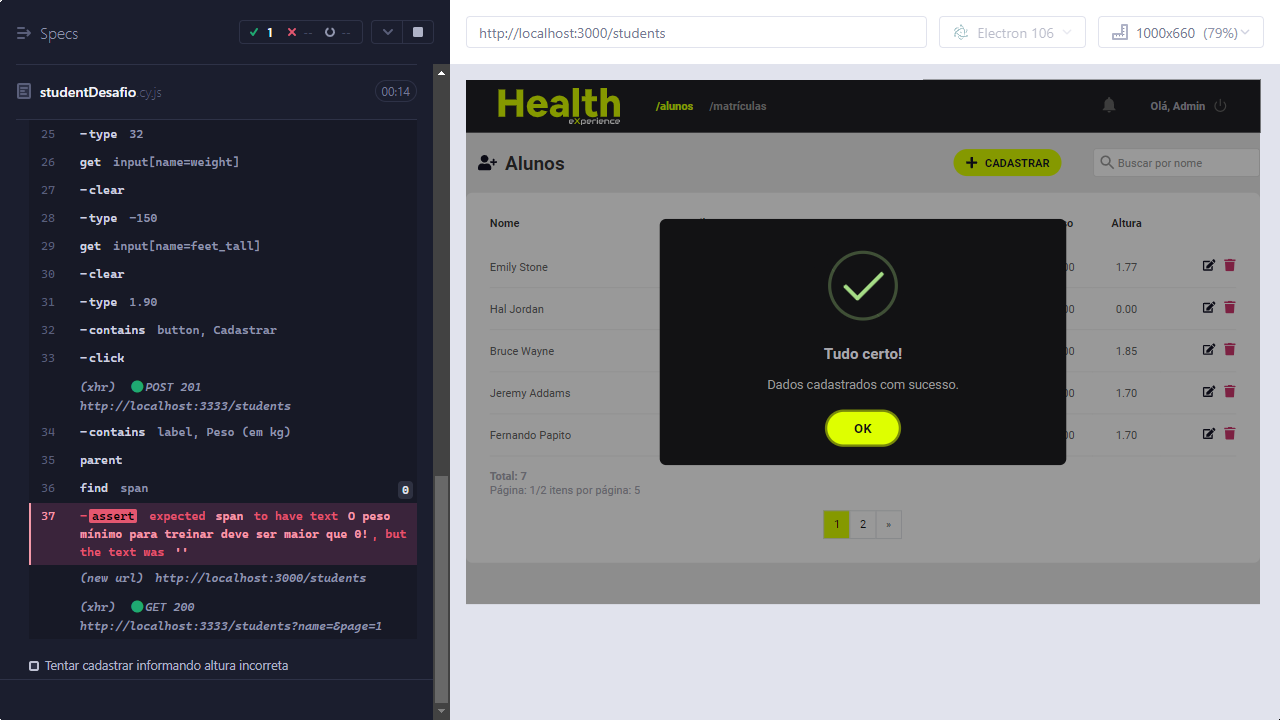 Specs
1
--
--
studentDesafio.cy.js
00:14
25 -type 32
26 get input[name=weight]
27 -clear
28 -type -150
29 get input[name=feet_tall]
30 -clear
31 -type 1.90
32 -contains button, Cadastrar
33 -click
(xhr) POST 201
http://localhost:3333/students
34 -contains label, Peso (em kg)
35 parent
36 find span 0
37 -assert expected span to have text O peso
mínimo para treinar deve ser maior que 0!, but
the text was ''
(new url) http://localhost:3000/students
(xhr) GET 200
http://localhost:3333/students?name=&page=1
Tentar cadastrar informando altura incorreta
http://localhost:3000/students
Electron 106
1000x660 (79%)
Health
eXperience
/alunos
/matrículas
Olá, Admin
Alunos
CADASTRAR
Buscar por nome
Nome
Altura
Emily Stone 1.77
Hal Jordan 0.00
Bruce Wayne 1.85
Jeremy Addams 1.70
Fernando Papito 1.70
Total: 7
Página: 1/2 itens por página: 5
1 2 »
Tudo certo!
Dados cadastrados com sucesso.
OK